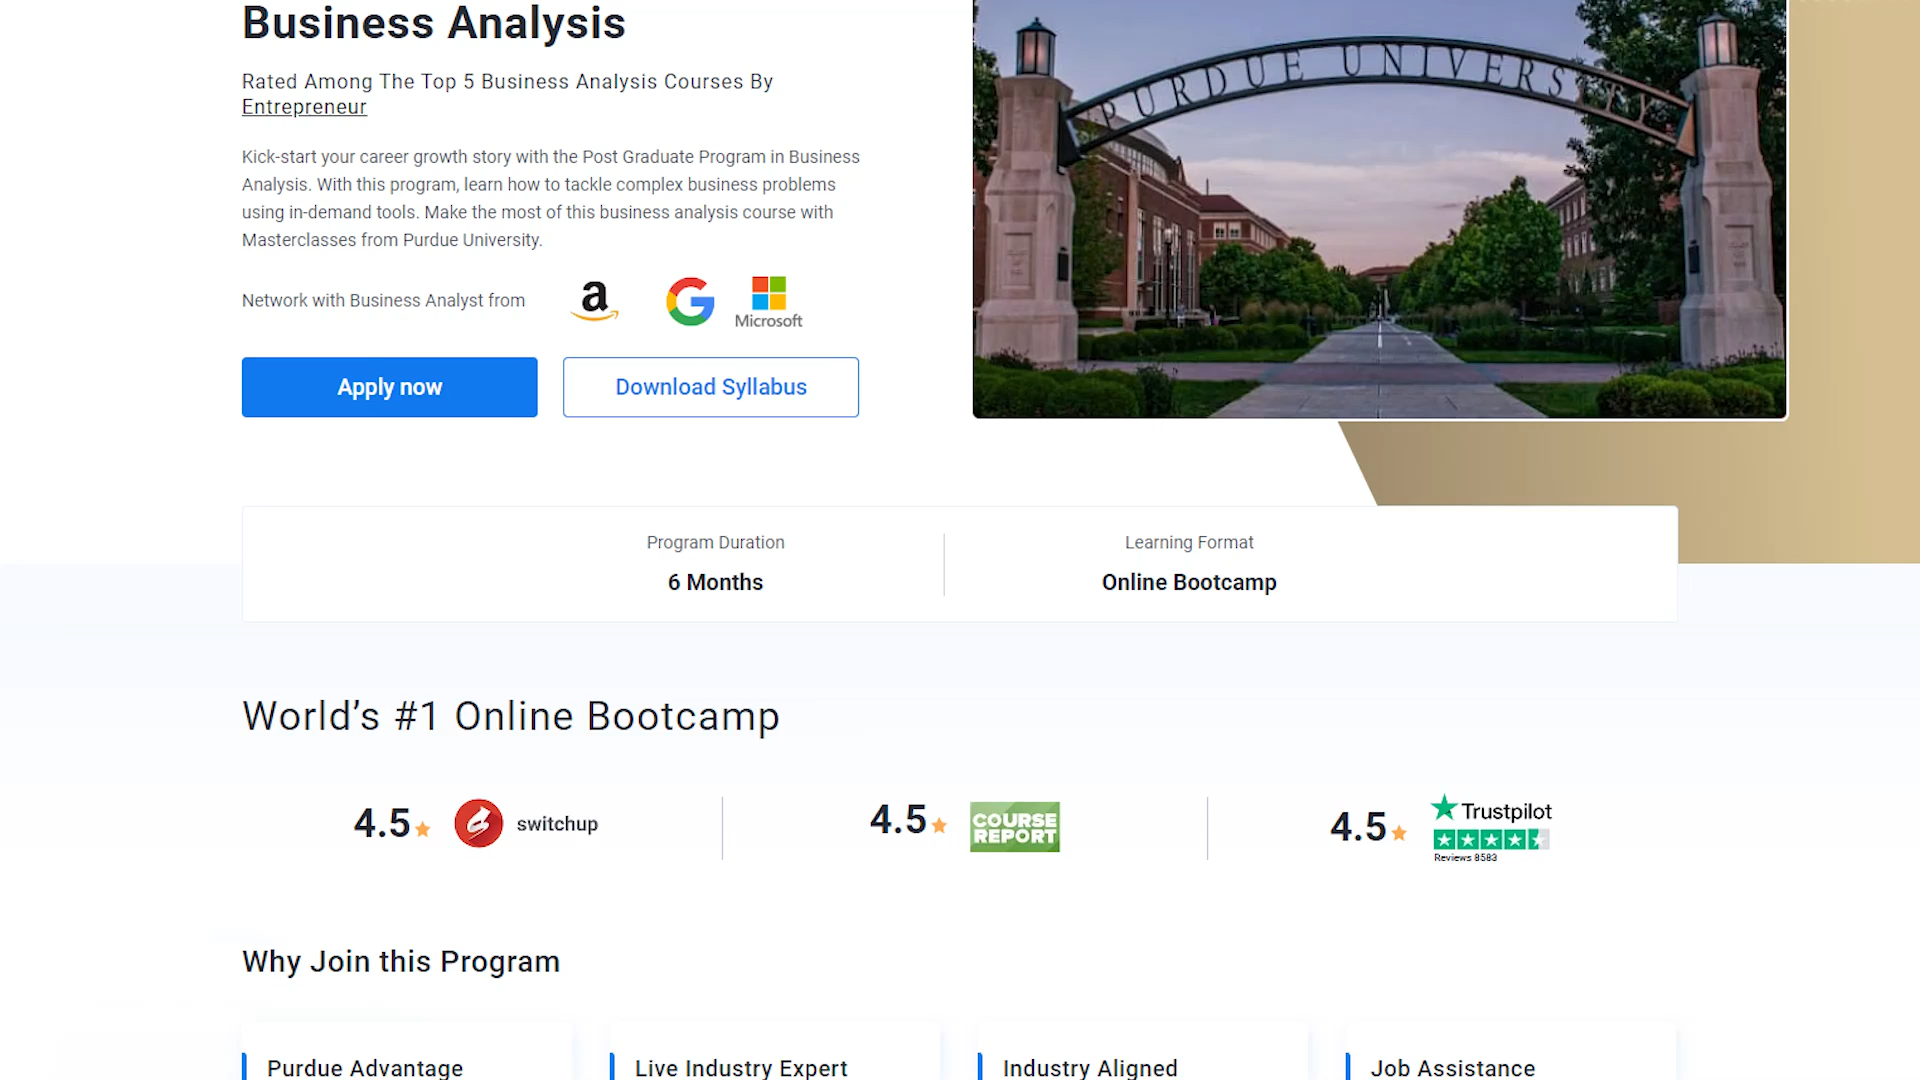 Business Analysis
Rated Among The Top 5 Business Analysis Courses By
Entrepreneur
Kick-start your career growth story with the Post Graduate Program in Business
Analysis. With this program, learn how to tackle complex business problems
using in-demand tools. Make the most of this business analysis course with
Masterclasses from Purdue University.
Network with Business Analyst from
a
G
Microsoft
Apply now
Download Syllabus
PURDUE UNIVERSITY
Program Duration
6 Months
Learning Format
Online Bootcamp
World’s #1 Online Bootcamp
4.5
switchup
4.5
COURSE
REPORT
4.5
Trustpilot
Reviews 8583
Why Join this Program
Purdue Advantage
Live Industry Expert
Industry Aligned
Job Assistance